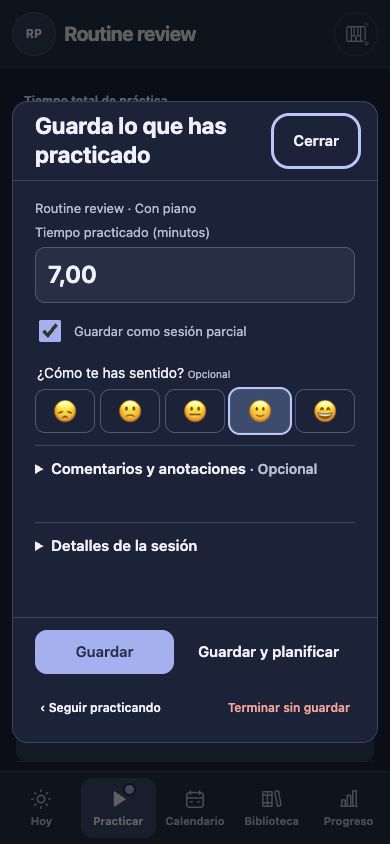 RP
Routine review
Tiempo total de práctica
Guarda lo que has
practicado
Cerrar
Routine review · Con piano
Tiempo practicado (minutos)
7,00
Guardar como sesión parcial
¿Cómo te has sentido? Opcional
Comentarios y anotaciones · Opcional
Detalles de la sesión
Guardar
Guardar y planificar
‹ Seguir practicando
Terminar sin guardar
Hoy
Practicar
Calendario
Biblioteca
Progreso